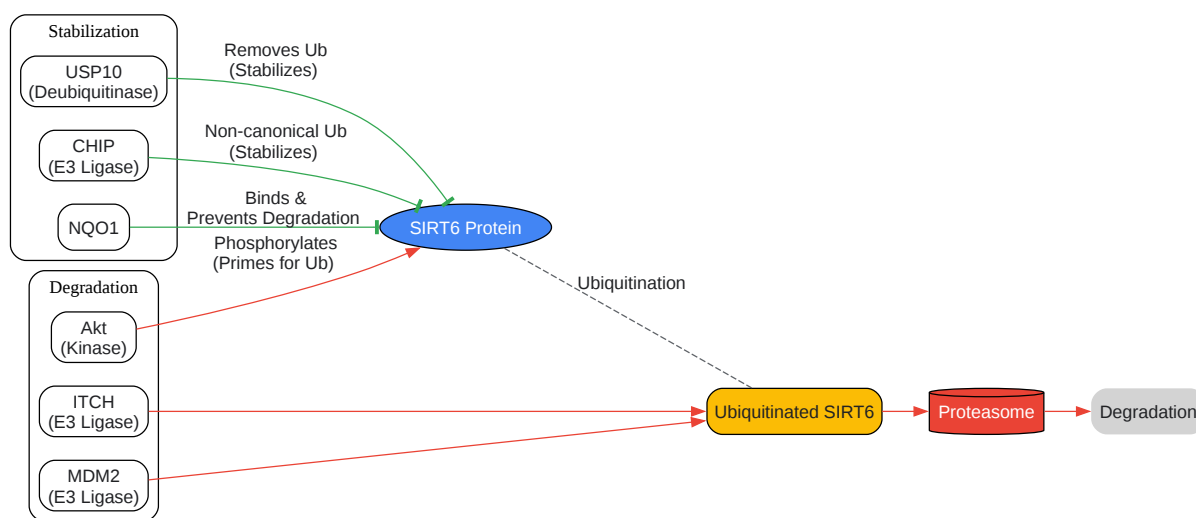 Stabilization
USP10
(Deubiquitinase)
CHIP
(E3 Ligase)
NQO1
Removes Ub
(Stabilizes)
Non-canonical Ub
(Stabilizes)
Binds &
Prevents Degradation
SIRT6 Protein
Phosphorylates
(Primes for Ub)
Ubiquitination
Degradation
Akt
(Kinase)
ITCH
(E3 Ligase)
MDM2
(E3 Ligase)
Ubiquitinated SIRT6
Proteasome
Degradation